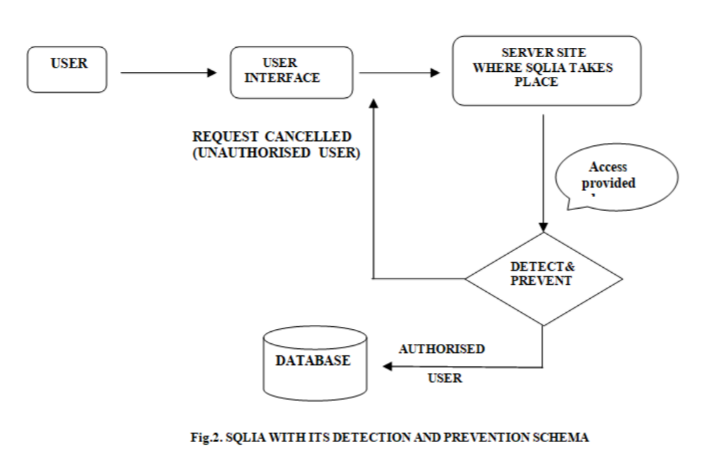 USER
USER
INTERFACE
SERVER SITE
WHERE SQLIA TAKES
PLACE
REQUEST CANCELLED
(UNAUTHORISED USER)
Access
provided
DETECT&
PREVENT
DATABASE
AUTHORISED
USER
Fig.2. SQLIA WITH ITS DETECTION AND PREVENTION SCHEMA